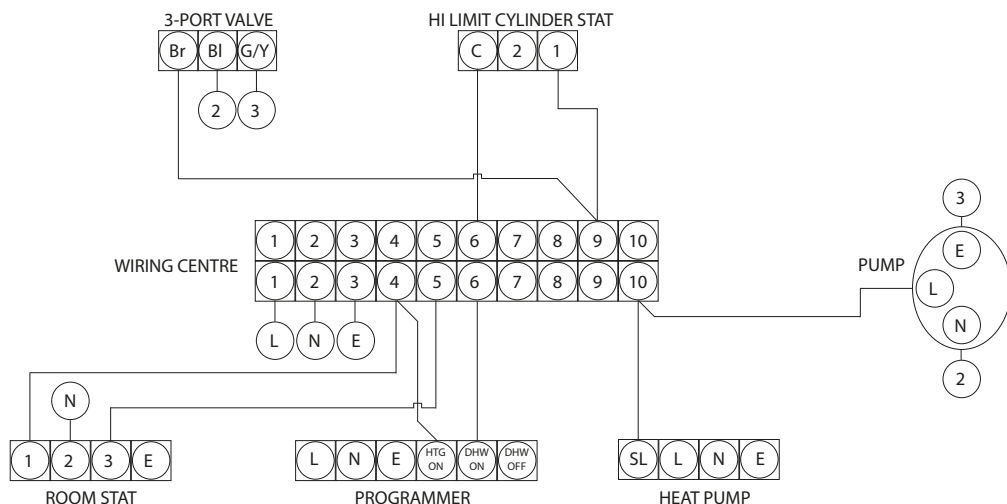 3-PORT VALVE
HI LIMIT CYLINDER STAT
Br Bl G/Y
C 2 1
2 3
3
1 2 3 4 5 6 7 8 9 10
E
WIRING CENTRE
PUMP
1 2 3 4 5 6 7 8 9 10
L
N
L N E
2
N
1 2 3 E
L N E HTG ON DHW ON DHW OFF
SL L N E
ROOM STAT
PROGRAMMER
HEAT PUMP